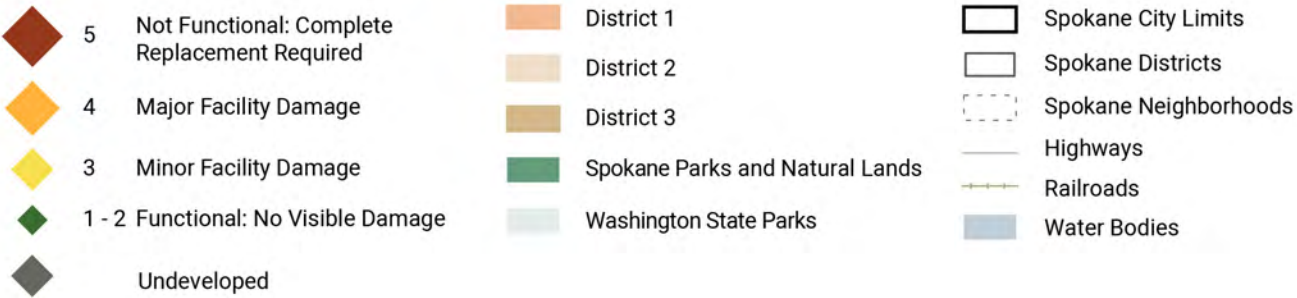 5 Not Functional: Complete
Replacement Required
4 Major Facility Damage
3 Minor Facility Damage
1 - 2 Functional: No Visible Damage
Undeveloped
District 1
District 2
District 3
Spokane Parks and Natural Lands
Washington State Parks
Spokane City Limits
Spokane Districts
Spokane Neighborhoods
Highways
Railroads
Water Bodies